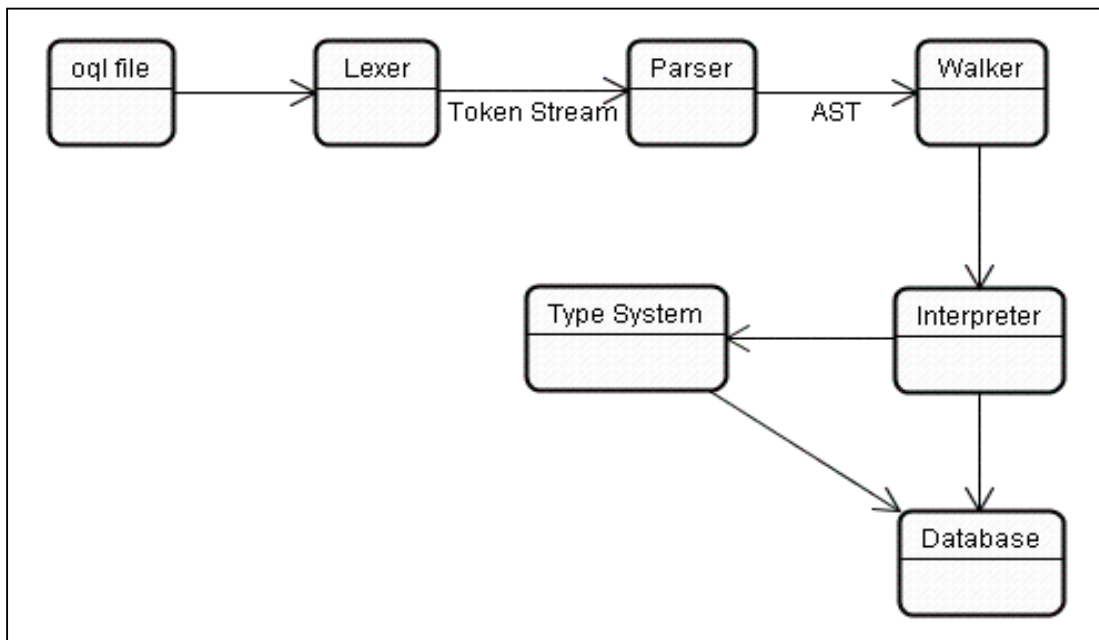 oql file
Lexer
Parser
Walker
Token Stream
AST
Type System
Interpreter
Database